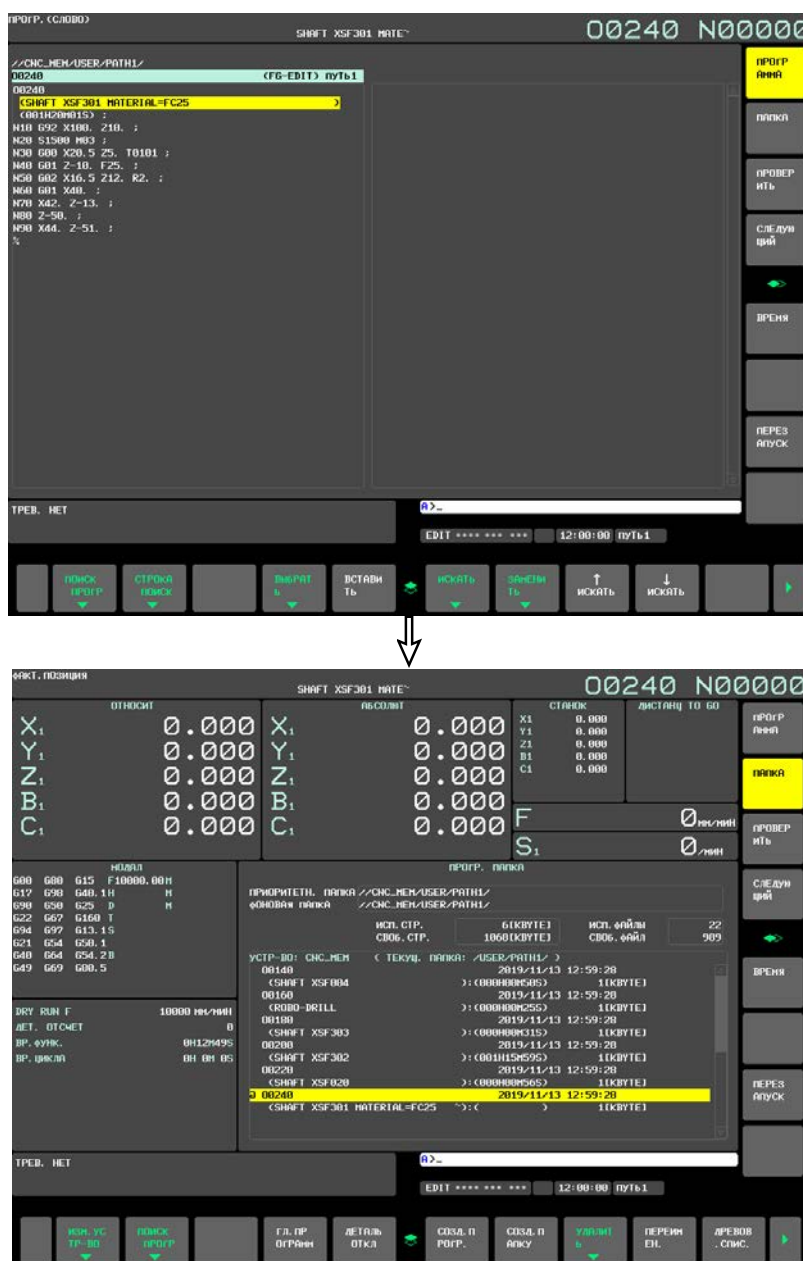 ПРОГР.(СЛОВО)
SHAFT XSF301 MATE~
O0240 N00000
//CNC_MEM/USER/PATH1/
O0240 (FG-EDIT) ПУТЬ1
O0240
(SHAFT XSF301 MATERIAL=FC25 )
(001H20M01S) ;
N10 G92 X100. Z10. ;
N20 S1500 M03 ;
N30 G00 X20.5 Z5. T0101 ;
N40 G01 Z-10. F25. ;
N50 G02 X16.5 Z12. R2. ;
N60 G01 X40. ;
N70 X42. Z-13. ;
N80 Z-50. ;
N90 X44. Z-51. ;
%
ПРОГР
АММА
ПАПКА
ПРОВЕР
ИТЬ
СЛЕДУЮ
ЩИЙ
ВРЕМЯ
ПЕРЕЗ
АПУСК
ТРЕВ. НЕТ
A>_
EDIT **** *** *** 12:00:00 ПУТЬ1
ПОИСК
ПРОГР
СТРОКА
ПОИСК
ВЫБРАТ
Ь
ВСТАВИ
ТЬ
ИСКАТЬ
ЗАМЕНИ
ТЬ
↑
ИСКАТЬ
↓
ИСКАТЬ
ФАКТ.ПОЗИЦИЯ
SHAFT XSF301 MATE~
O0240 N00000
ОТНОСИТ
X1 0.000
Y1 0.000
Z1 0.000
B1 0.000
C1 0.000
АБСОЛЮТ
X1 0.000
Y1 0.000
Z1 0.000
B1 0.000
C1 0.000
СТАНОК
X1 0.000
Y1 0.000
Z1 0.000
B1 0.000
C1 0.000
ДИСТАНЦ TO GO
F 0 ММ/МИН
S1 0 /МИН
МОДАЛ
G00 G80 G15 F10000.00M
G17 G98 G40.1H M
G90 G50 G25 D M
G22 G67 G160 T
G94 G97 G13.1S
G21 G54 G50.1
G40 G64 G54.2B
G49 G69 G80.5
DRY RUN F 10000 ММ/МИН
ДЕТ. ОТСЧЕТ 0
ВР.ФУНК. 0H12M49S
ВР.ЦИКЛА 0H 0M 0S
ПРОГР. ПАПКА
ПРИОРИТЕТН. ПАПКА //CNC_MEM/USER/PATH1/
ФОНОВАЯ ПАПКА //CNC_MEM/USER/PATH1/
ИСП.СТР. 6[KBYTE] ИСП.ФАЙЛЫ 22
СВОБ.СТР. 1060[KBYTE] СВОБ.ФАЙЛ 909
УСТР-ВО: CNC_MEM ( ТЕКУЩ. ПАПКА: /USER/PATH1/ )
O0140 2019/11/13 12:59:28
(SHAFT XSF004 ):(000H00M50S) 1[KBYTE]
O0160 2019/11/13 12:59:28
(ROBO-DRILL ):(000H00M25S) 1[KBYTE]
O0180 2019/11/13 12:59:28
(SHAFT XSF303 ):(000H00M31S) 1[KBYTE]
O0200 2019/11/13 12:59:28
(SHAFT XSF302 ):(001H15M59S) 1[KBYTE]
O0220 2019/11/13 12:59:28
(SHAFT XSF020 ):(000H00M56S) 1[KBYTE]
O0240 2019/11/13 12:59:28
(SHAFT XSF301 MATERIAL=FC25 ~):( ) 1[KBYTE]
ПРОГР
АММА
ПАПКА
ПРОВЕР
ИТЬ
СЛЕДУЮ
ЩИЙ
ВРЕМЯ
ПЕРЕЗ
АПУСК
ТРЕВ. НЕТ
A>_
EDIT **** *** *** 12:00:00 ПУТЬ1
ИЗМ.УС
ТР-ВО
ПОИСК
ПРОГР
ГЛ.ПР
ОГРАММ
ДЕТАЛЬ
ОТКЛ
СОЗД.П
РОГР.
СОЗД.П
АПКУ
УДАЛИТ
Ь
ПЕРЕИМ
ЕН.
ДРЕВОВ
.СПИС.